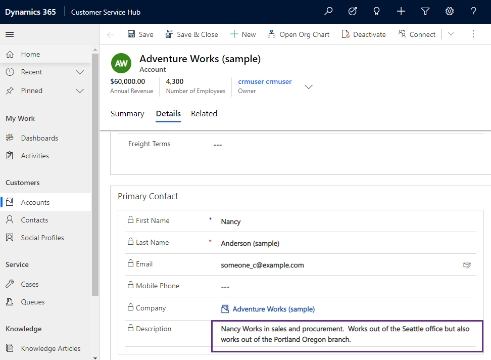 Dynamics 365 Customer Service Hub
Save Save & Close New Open Org Chart Deactivate Connect
Home
Recent
Pinned
My Work
Dashboards
Activities
Customers
Accounts
Contacts
Social Profiles
Service
Cases
Queues
Knowledge
Knowledge Articles
AW
Adventure Works (sample)
Account
$60,000.00
Annual Revenue
4,300
Number of Employees
crmuser crmuser
Owner
Summary Details Related
Freight Terms ---
Primary Contact
First Name * Nancy
Last Name * Anderson (sample)
Email someone_c@example.com
Mobile Phone ---
Company Adventure Works (sample)
Description Nancy Works in sales and procurement. Works out of the Seattle office but also
works out of the Portland Oregon branch.